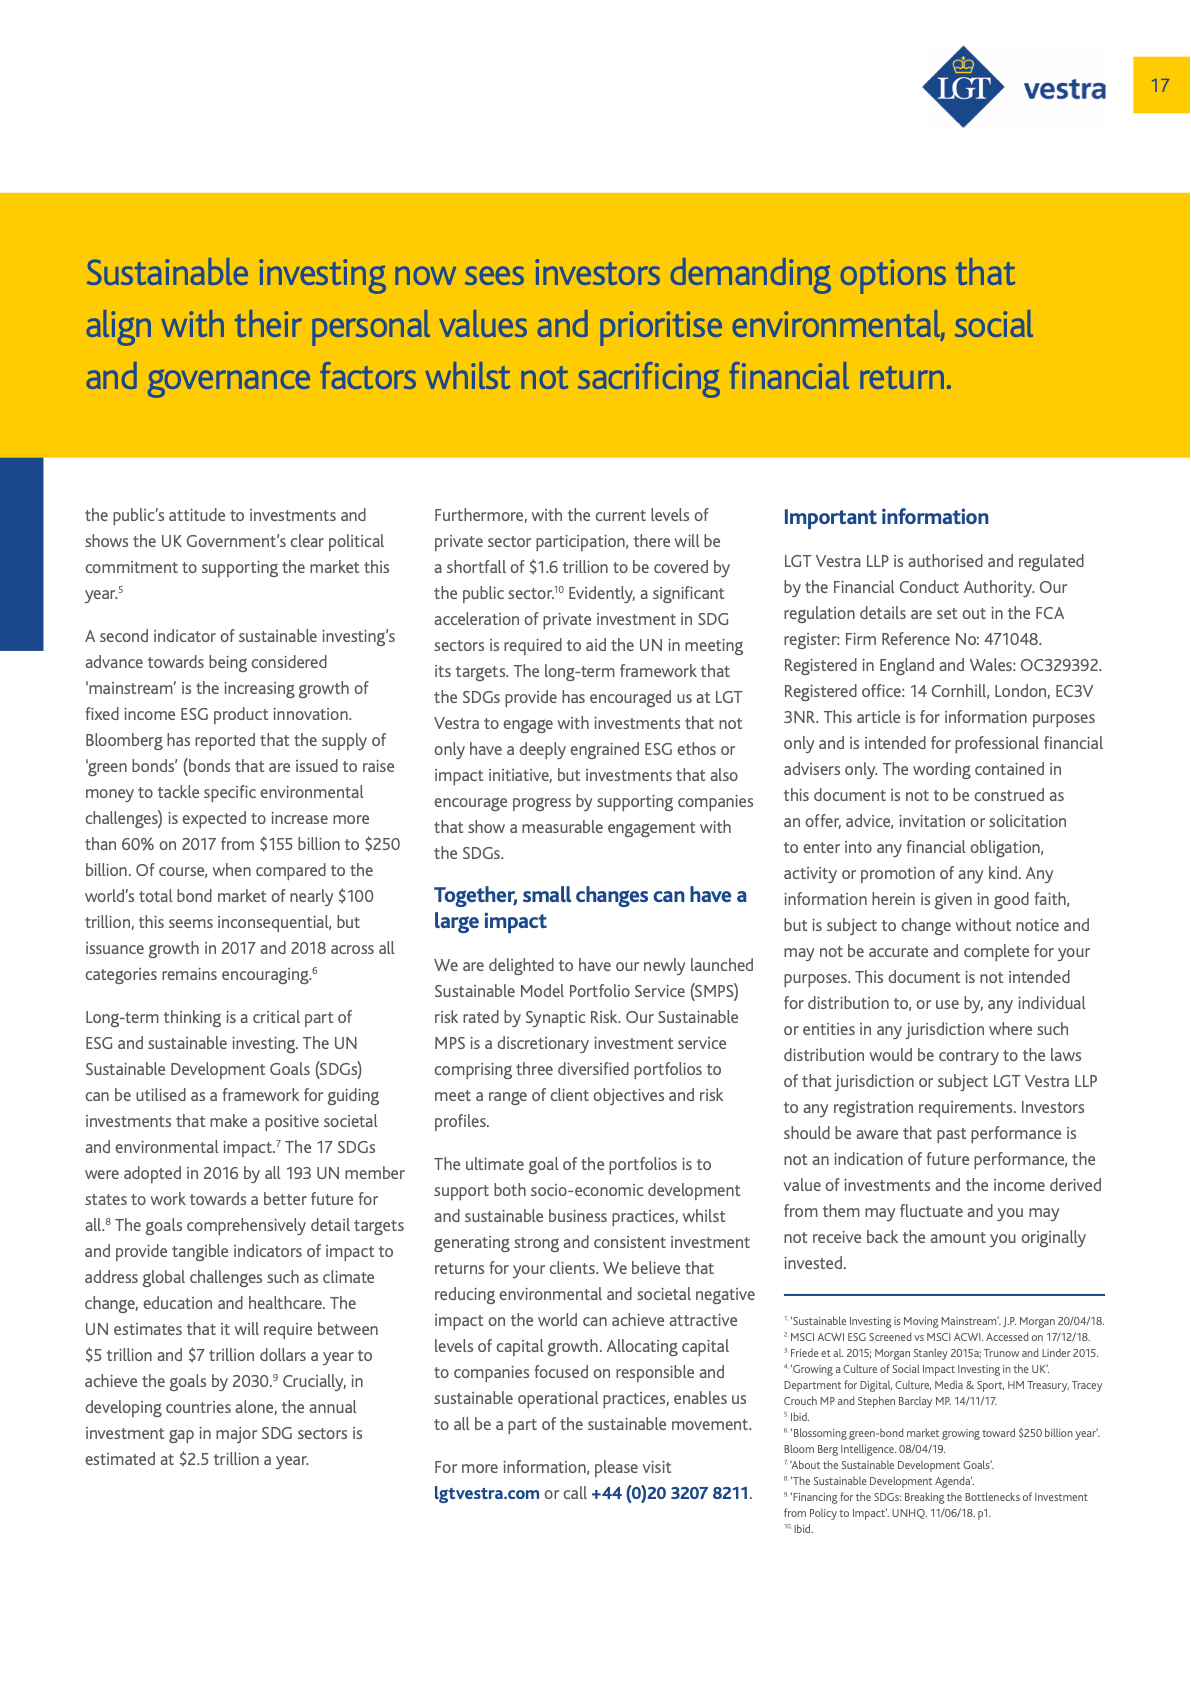 LGT
vestra
17
Sustainable investing now sees investors demanding options that
align with their personal values and prioritise environmental, social
and governance factors whilst not sacrificing financial return.
the public’s attitude to investments and
shows the UK Government’s clear political
commitment to supporting the market this
year.5
A second indicator of sustainable investing’s
advance towards being considered
‘mainstream’ is the increasing growth of
fixed income ESG product innovation.
Bloomberg has reported that the supply of
‘green bonds’ (bonds that are issued to raise
money to tackle specific environmental
challenges) is expected to increase more
than 60% on 2017 from $155 billion to $250
billion. Of course, when compared to the
world’s total bond market of nearly $100
trillion, this seems inconsequential, but
issuance growth in 2017 and 2018 across all
categories remains encouraging.6
Long-term thinking is a critical part of
ESG and sustainable investing. The UN
Sustainable Development Goals (SDGs)
can be utilised as a framework for guiding
investments that make a positive societal
and environmental impact.7 The 17 SDGs
were adopted in 2016 by all 193 UN member
states to work towards a better future for
all.8 The goals comprehensively detail targets
and provide tangible indicators of impact to
address global challenges such as climate
change, education and healthcare. The
UN estimates that it will require between
$5 trillion and $7 trillion dollars a year to
achieve the goals by 2030.9 Crucially, in
developing countries alone, the annual
investment gap in major SDG sectors is
estimated at $2.5 trillion a year.
Furthermore, with the current levels of
private sector participation, there will be
a shortfall of $1.6 trillion to be covered by
the public sector.10 Evidently, a significant
acceleration of private investment in SDG
sectors is required to aid the UN in meeting
its targets. The long-term framework that
the SDGs provide has encouraged us at LGT
Vestra to engage with investments that not
only have a deeply engrained ESG ethos or
impact initiative, but investments that also
encourage progress by supporting companies
that show a measurable engagement with
the SDGs.
Together, small changes can have a
large impact
We are delighted to have our newly launched
Sustainable Model Portfolio Service (SMPS)
risk rated by Synaptic Risk. Our Sustainable
MPS is a discretionary investment service
comprising three diversified portfolios to
meet a range of client objectives and risk
profiles.
The ultimate goal of the portfolios is to
support both socio-economic development
and sustainable business practices, whilst
generating strong and consistent investment
returns for your clients. We believe that
reducing environmental and societal negative
impact on the world can achieve attractive
levels of capital growth. Allocating capital
to companies focused on responsible and
sustainable operational practices, enables us
to all be a part of the sustainable movement.
For more information, please visit
lgtvestra.com or call +44 (0)20 3207 8211.
Important information
LGT Vestra LLP is authorised and regulated
by the Financial Conduct Authority. Our
regulation details are set out in the FCA
register: Firm Reference No: 471048.
Registered in England and Wales: OC329392.
Registered office: 14 Cornhill, London, EC3V
3NR. This article is for information purposes
only and is intended for professional financial
advisers only. The wording contained in
this document is not to be construed as
an offer, advice, invitation or solicitation
to enter into any financial obligation,
activity or promotion of any kind. Any
information herein is given in good faith,
but is subject to change without notice and
may not be accurate and complete for your
purposes. This document is not intended
for distribution to, or use by, any individual
or entities in any jurisdiction where such
distribution would be contrary to the laws
of that jurisdiction or subject LGT Vestra LLP
to any registration requirements. Investors
should be aware that past performance is
not an indication of future performance, the
value of investments and the income derived
from them may fluctuate and you may
not receive back the amount you originally
invested.
1. ‘Sustainable Investing is Moving Mainstream’. J.P. Morgan 20/04/18.
2. MSCI ACWI ESG Screened vs MSCI ACWI. Accessed on 17/12/18.
3. Friede et al. 2015; Morgan Stanley 2015a; Trunow and Linder 2015.
4. ‘Growing a Culture of Social Impact Investing in the UK’.
Department for Digital, Culture, Media & Sport, HM Treasury, Tracey
Crouch MP and Stephen Barclay MP. 14/11/17.
5. Ibid.
6. ‘Blossoming green-bond market growing toward $250 billion year’.
Bloom Berg Intelligence. 08/04/19.
7. ‘About the Sustainable Development Goals’.
8. ‘The Sustainable Development Agenda’.
9. ‘Financing for the SDGs: Breaking the Bottlenecks of Investment
from Policy to Impact’. UNHQ. 11/06/18. p1.
10. Ibid.